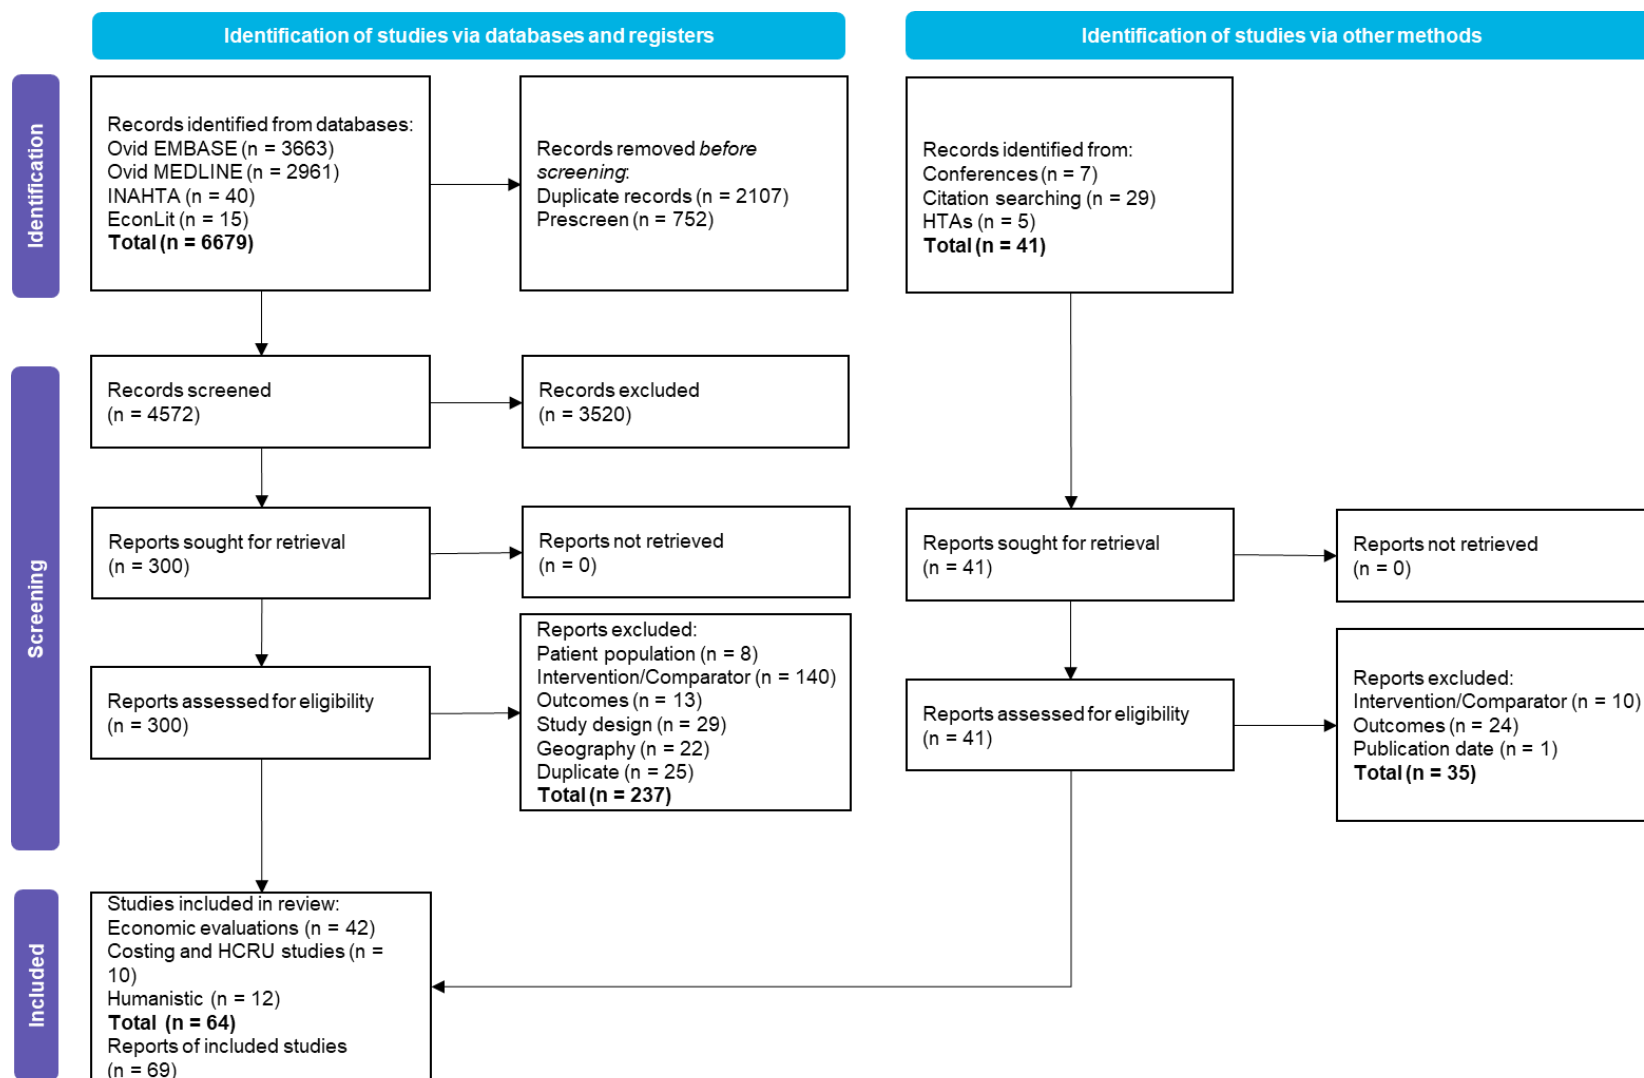 Identification of studies via databases and registers
Identification of studies via other methods
Identification
Records identified from databases:
Ovid EMBASE (n = 3663)
Ovid MEDLINE (n = 2961)
INAHTA (n = 40)
EconLit (n = 15)
Total (n = 6679)
Records removed before
screening:
Duplicate records (n = 2107)
Prescreen (n = 752)
Records identified from:
Conferences (n = 7)
Citation searching (n = 29)
HTAs (n = 5)
Total (n = 41)
Screening
Records screened
(n = 4572)
Records excluded
(n = 3520)
Reports sought for retrieval
(n = 300)
Reports not retrieved
(n = 0)
Reports sought for retrieval
(n = 41)
Reports not retrieved
(n = 0)
Reports assessed for eligibility
(n = 300)
Reports excluded:
Patient population (n = 8)
Intervention/Comparator (n = 140)
Outcomes (n = 13)
Study design (n = 29)
Geography (n = 22)
Duplicate (n = 25)
Total (n = 237)
Reports assessed for eligibility
(n = 41)
Reports excluded:
Intervention/Comparator (n = 10)
Outcomes (n = 24)
Publication date (n = 1)
Total (n = 35)
Included
Studies included in review:
Economic evaluations (n = 42)
Costing and HCRU studies (n =
10)
Humanistic (n = 12)
Total (n = 64)
Reports of included studies
(n = 69)